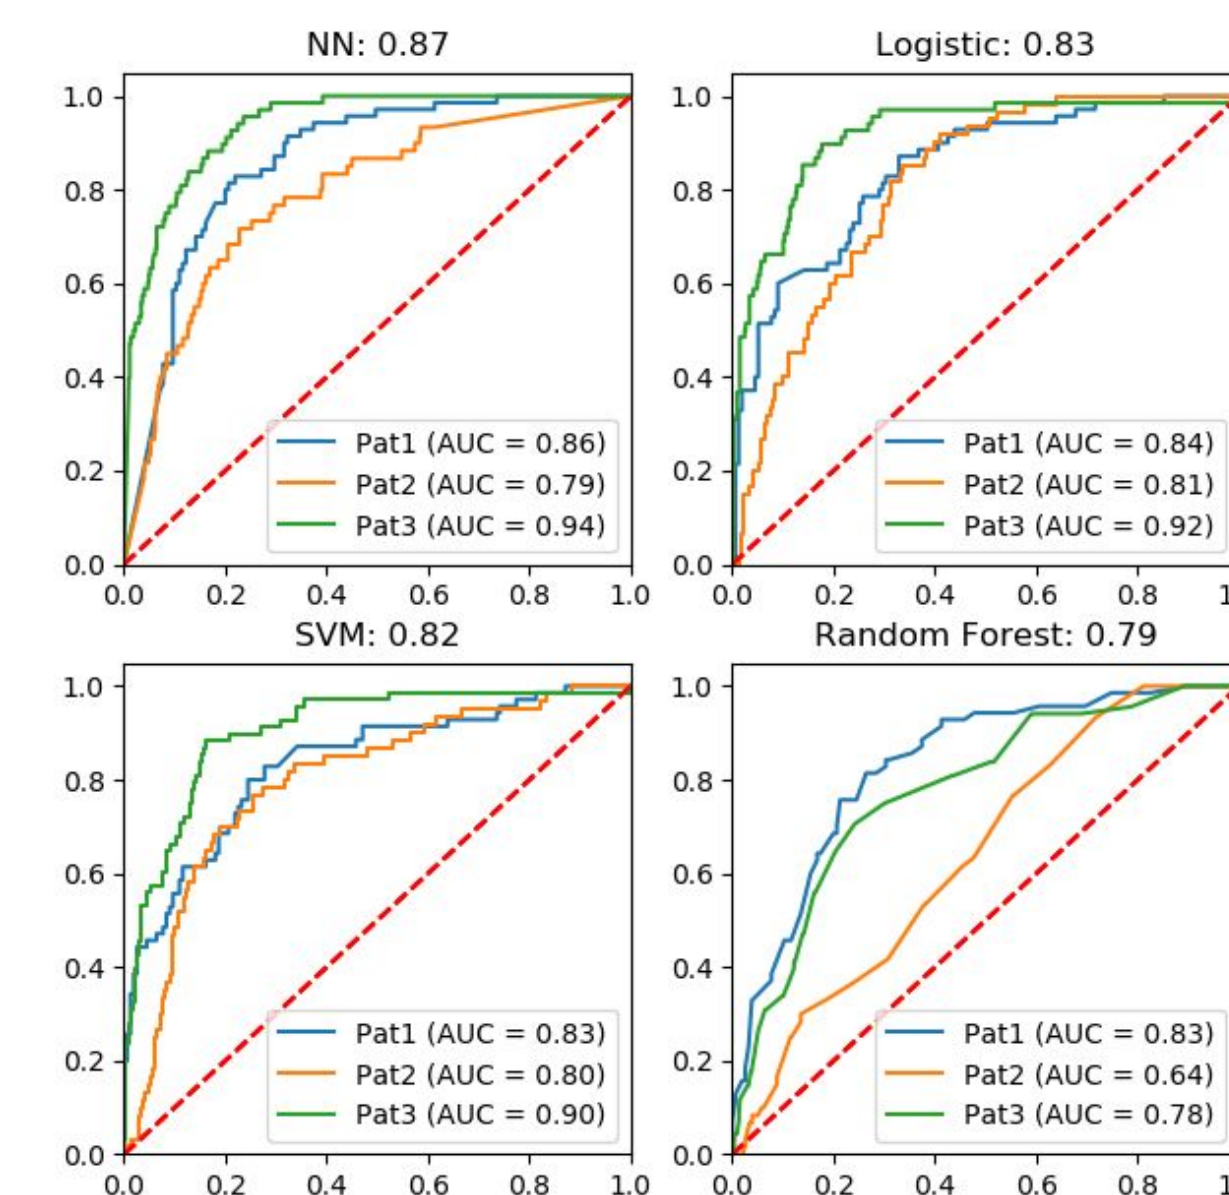 NN: 0.87
1.0
0.8
0.6
0.4
0.2
0.0
Pat1 (AUC = 0.86)
Pat2 (AUC = 0.79)
Pat3 (AUC = 0.94)
0.0 0.2 0.4 0.6 0.8 1.0
Logistic: 0.83
1.0
0.8
0.6
0.4
0.2
0.0
Pat1 (AUC = 0.84)
Pat2 (AUC = 0.81)
Pat3 (AUC = 0.92)
0.0 0.2 0.4 0.6 0.8
SVM: 0.82
1.0
0.8
0.6
0.4
0.2
0.0
Pat1 (AUC = 0.83)
Pat2 (AUC = 0.80)
Pat3 (AUC = 0.90)
0.0 0.2 0.4 0.6 0.8 1.0
Random Forest: 0.79
1.0
0.8
0.6
0.4
0.2
0.0
Pat1 (AUC = 0.83)
Pat2 (AUC = 0.64)
Pat3 (AUC = 0.78)
0.0 0.2 0.4 0.6 0.8